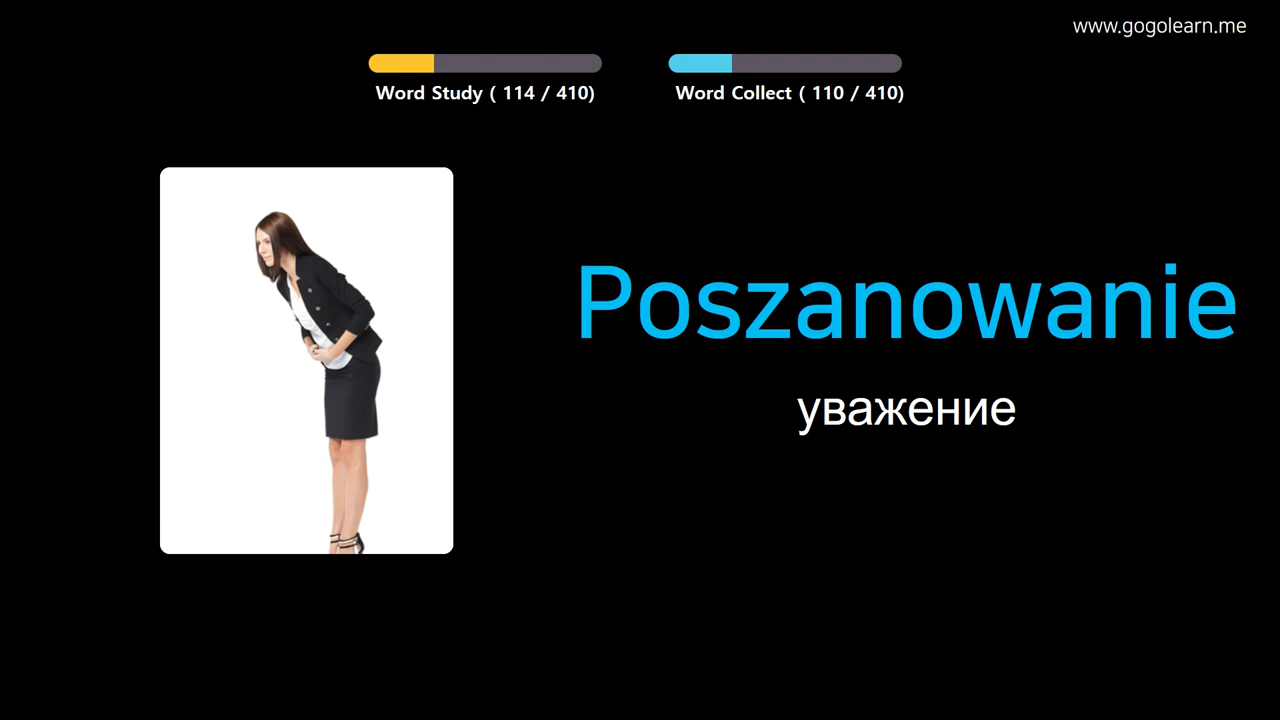 www.gogolearn.me
Word Study ( 114 / 410)
Word Collect ( 110 / 410)
Poszanowanie
уважение